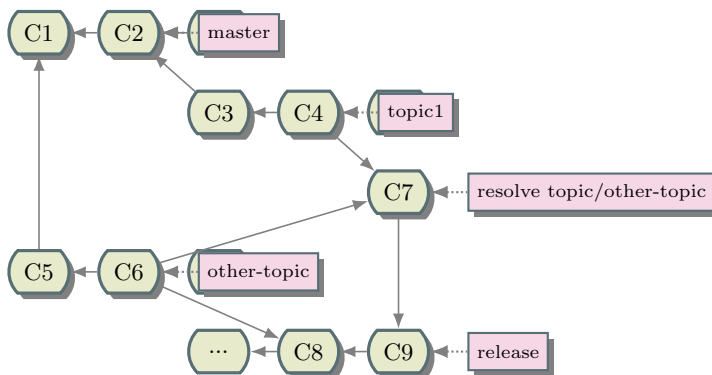 C1
C2
master
C3
C4
topic1
C7
resolve topic/other-topic
C5
C6
other-topic
...
C8
C9
release